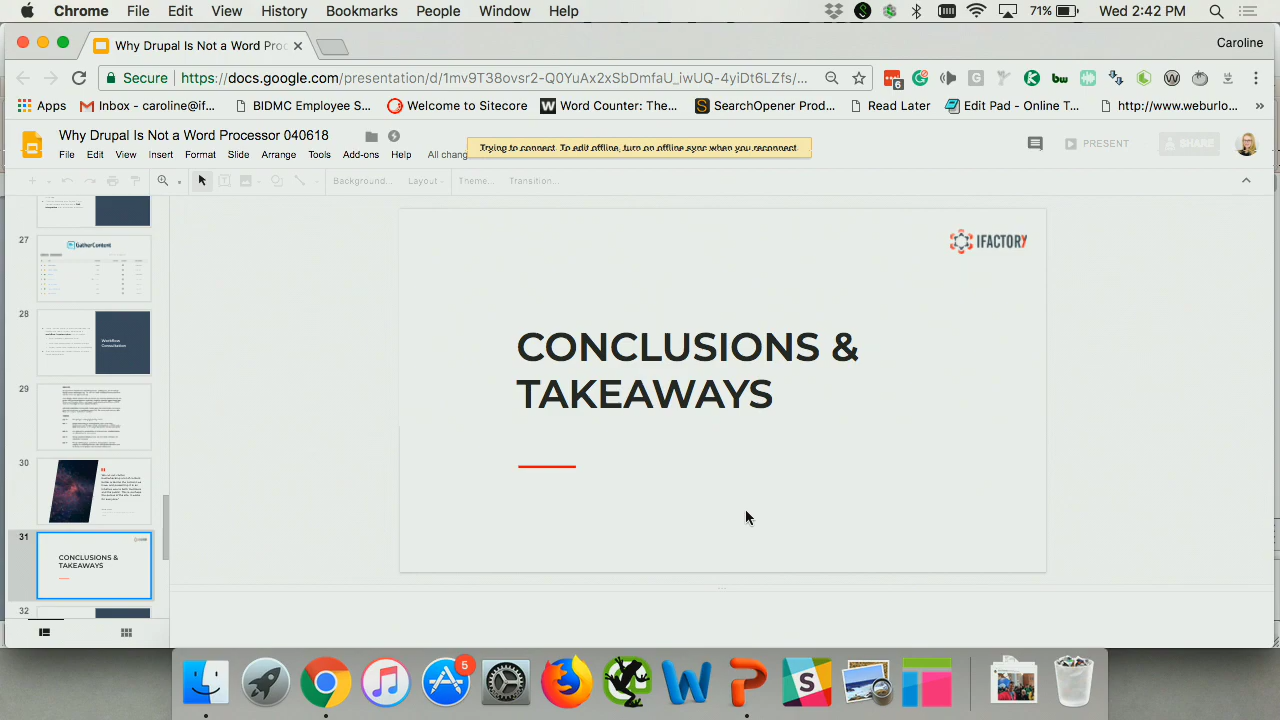 Chrome File Edit View History Bookmarks People Window Help 71% Wed 2:42 PM
Why Drupal Is Not a Word Proc Caroline
Secure https://docs.google.com/presentation/d/1mv9T38ovsr2-Q0YuAx2xSbDmfaU_iwUQ-4yiDt6LZfs/...
6
Apps Inbox - caroline@if... BIDMC Employee S... Welcome to Sitecore Word Counter: The... SearchOpener Prod... Read Later Edit Pad - Online T... http://www.weburlo... »
Why Drupal Is Not a Word Processor 040618
Trying to connect. To edit offline, turn on offline sync when you reconnect.
PRESENT SHARE
File Edit View Insert Format Slide Arrange Tools Add-ons Help All chang
Background... Layout Theme... Transition...
27
GatherContent
28
Workflow
Consultation
29
30
31
CONCLUSIONS &
TAKEAWAYS
32
IFACTORY
CONCLUSIONS &
TAKEAWAYS
5